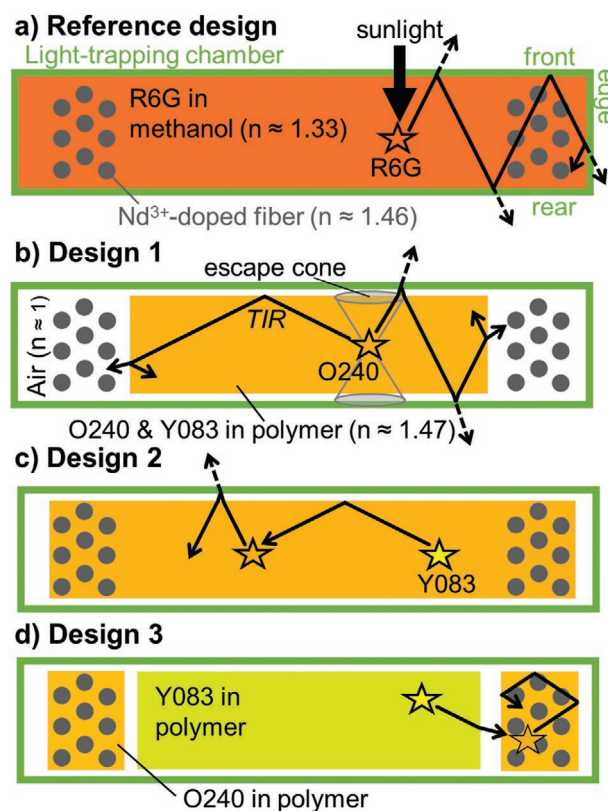 a) Reference design
sunlight
Light-trapping chamber
front
edge
R6G in
methanol (n ≈ 1.33)
R6G
Nd³⁺-doped fiber (n ≈ 1.46)
rear
b) Design 1
escape cone
Air (n ≈ 1)
TIR
O240
O240 & Y083 in polymer (n ≈ 1.47)
c) Design 2
Y083
d) Design 3
Y083 in
polymer
O240 in polymer